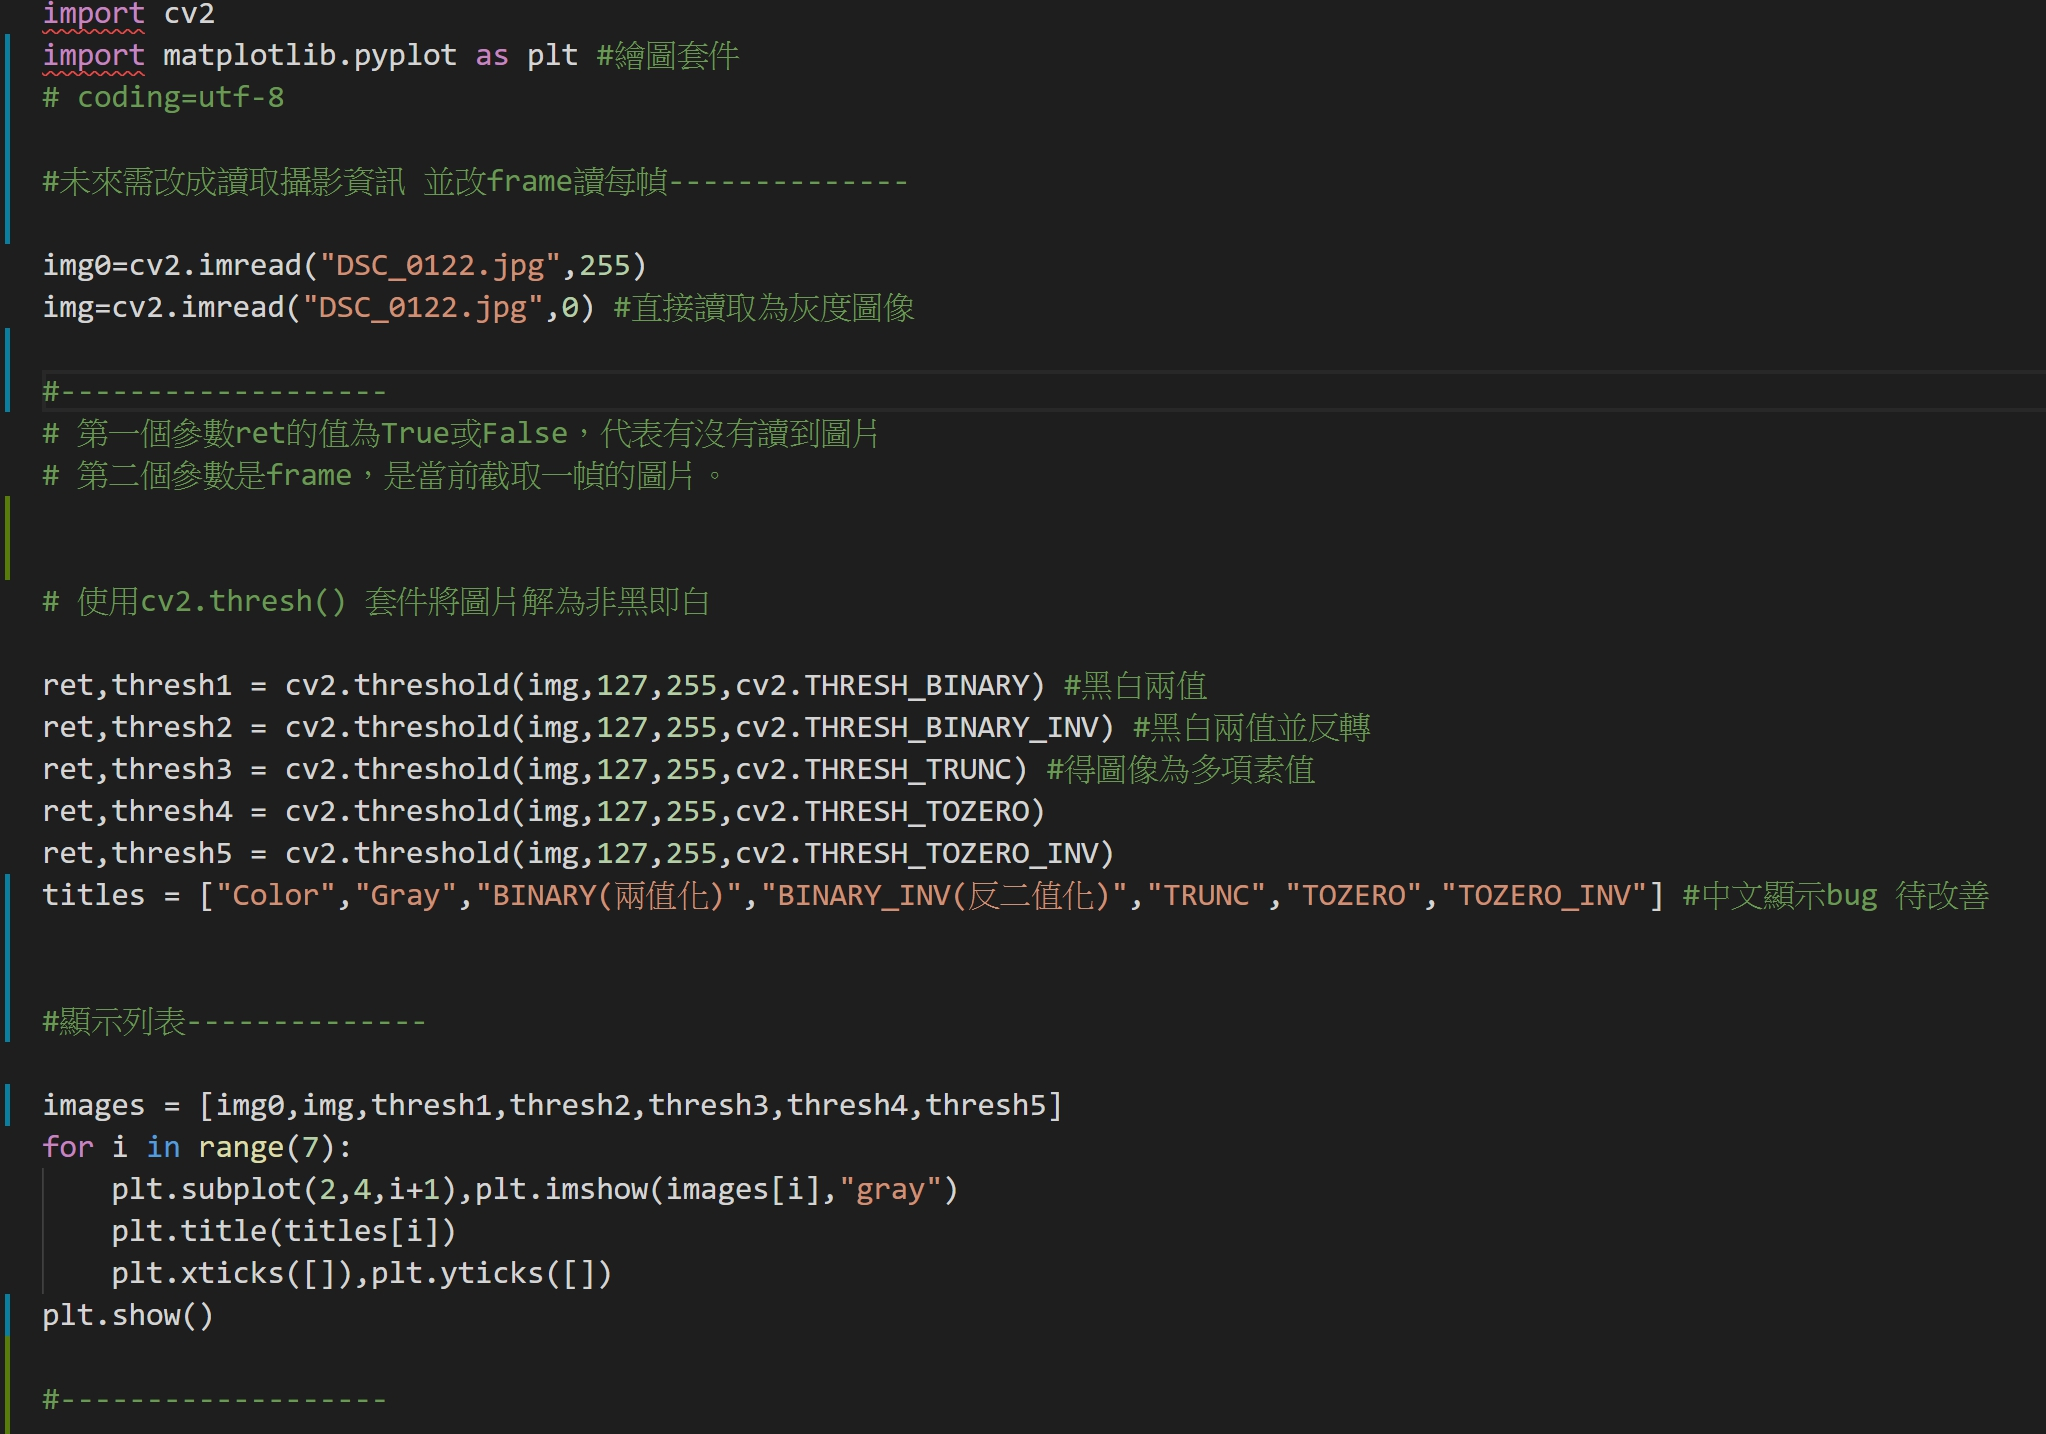 import cv2
import matplotlib.pyplot as plt #繪圖套件
# coding=utf-8
#未來需改成讀取攝影資訊 並改frame讀每幀--------------
img0=cv2.imread("DSC_0122.jpg",255)
img=cv2.imread("DSC_0122.jpg",0) #直接讀取為灰度圖像
#-------------------
# 第一個參數ret的值為True或False，代表有沒有讀到圖片
# 第二個參數是frame，是當前截取一幀的圖片。
# 使用cv2.thresh() 套件將圖片解為非黑即白
ret,thresh1 = cv2.threshold(img,127,255,cv2.THRESH_BINARY) #黑白兩值
ret,thresh2 = cv2.threshold(img,127,255,cv2.THRESH_BINARY_INV) #黑白兩值並反轉
ret,thresh3 = cv2.threshold(img,127,255,cv2.THRESH_TRUNC) #得圖像為多項素值
ret,thresh4 = cv2.threshold(img,127,255,cv2.THRESH_TOZERO)
ret,thresh5 = cv2.threshold(img,127,255,cv2.THRESH_TOZERO_INV)
titles = ["Color","Gray","BINARY(兩值化)","BINARY_INV(反二值化)","TRUNC","TOZERO","TOZERO_INV"] #中文顯示bug 待改善
#顯示列表--------------
images = [img0,img,thresh1,thresh2,thresh3,thresh4,thresh5]
for i in range(7):
    plt.subplot(2,4,i+1),plt.imshow(images[i],"gray")
    plt.title(titles[i])
    plt.xticks([]),plt.yticks([])
plt.show()
#-------------------